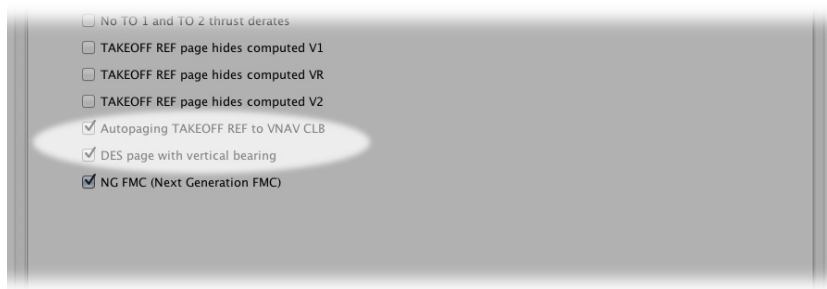 No TO 1 and TO 2 thrust derates
TAKEOFF REF page hides computed V1
TAKEOFF REF page hides computed VR
TAKEOFF REF page hides computed V2
Autopaging TAKEOFF REF to VNAV CLB
DES page with vertical bearing
NG FMC (Next Generation FMC)